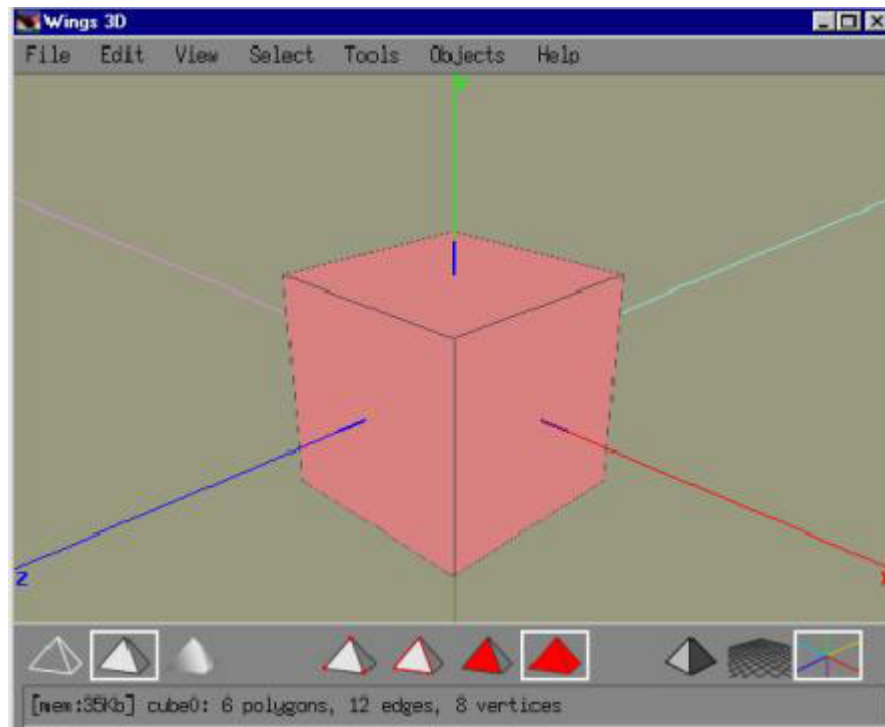 Wings 3D
File Edit View Select Tools Objects Help
y
z
x
[mem:35Kb] cube0: 6 polygons, 12 edges, 8 vertices